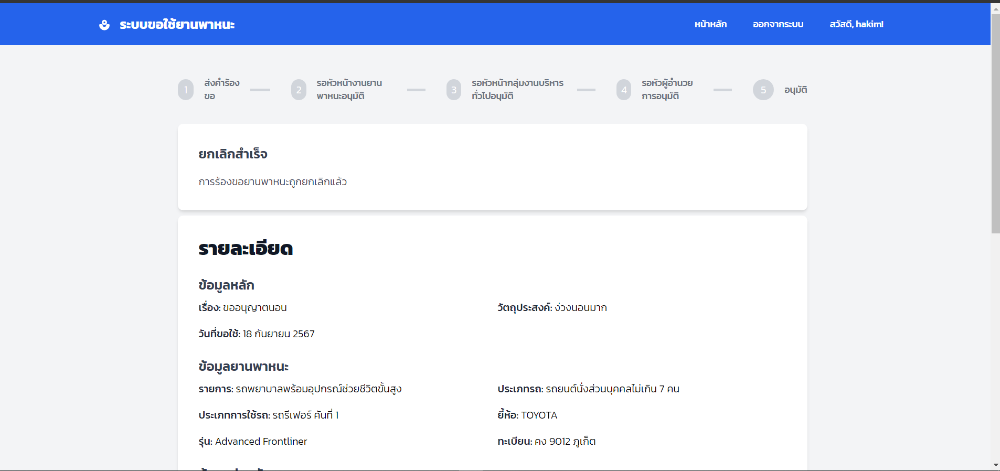 ระบบขอใช้ยานพาหนะ
หน้าหลัก
ออกจากระบบ
สวัสดี, hakim!
1
ส่งคำร้อง
ขอ
2
รอหัวหน้างานยาน
พาหนะอนุมัติ
3
รอหัวหน้ากลุ่มงานบริหาร
ทั่วไปอนุมัติ
4
รอหัวผู้อำนวย
การอนุมัติ
5
อนุมัติ
ยกเลิกสำเร็จ
การร้องขอยานพาหนะถูกยกเลิกแล้ว
รายละเอียด
ข้อมูลหลัก
เรื่อง: ขออนุญาตนอน
วัตถุประสงค์: ง่วงนอนมาก
วันที่ขอใช้: 18 กันยายน 2567
ข้อมูลยานพาหนะ
รายการ: รถพยาบาลพร้อมอุปกรณ์ช่วยชีวิตขั้นสูง
ประเภทรถ: รถยนต์นั่งส่วนบุคคลไม่เกิน 7 คน
ประเภทการใช้รถ: รถรีเฟอร์ คันที่ 1
ยี่ห้อ: TOYOTA
รุ่น: Advanced Frontliner
ทะเบียน: คง 9012 ภูเก็ต